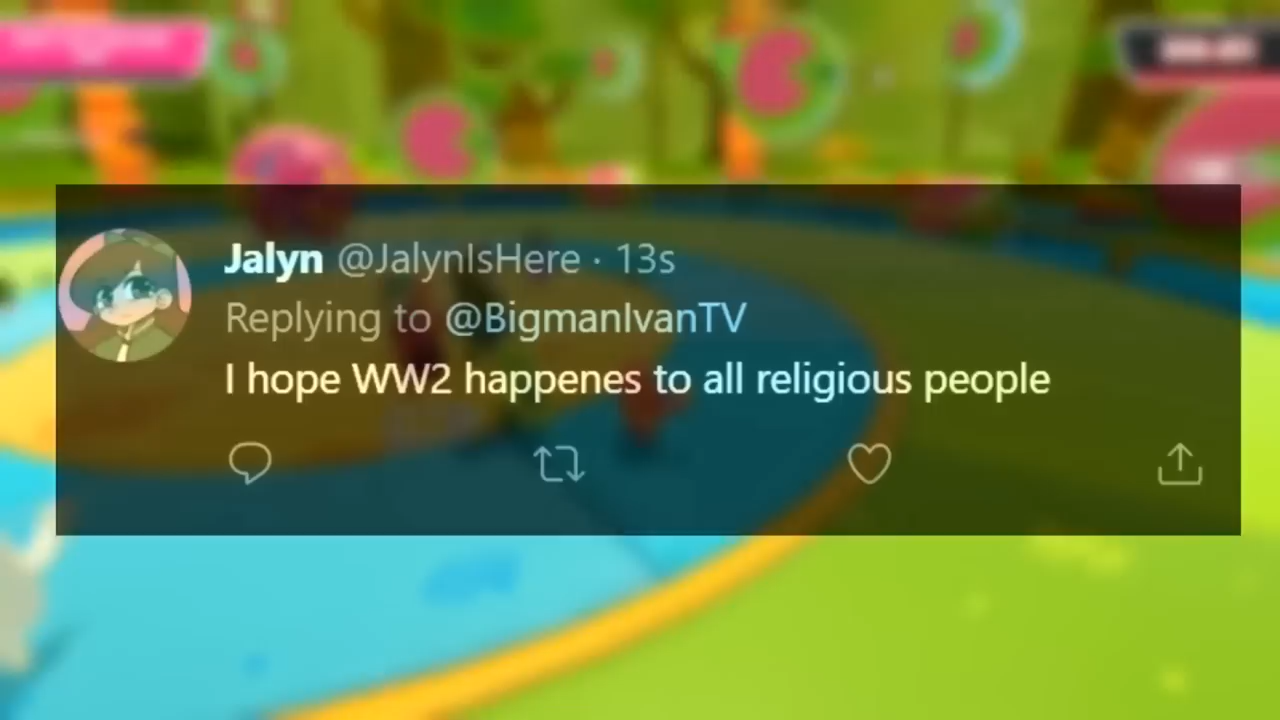 Jalyn @JalynIsHere · 13s
Replying to @BigmanIvanTV
I hope WW2 happenes to all religious people